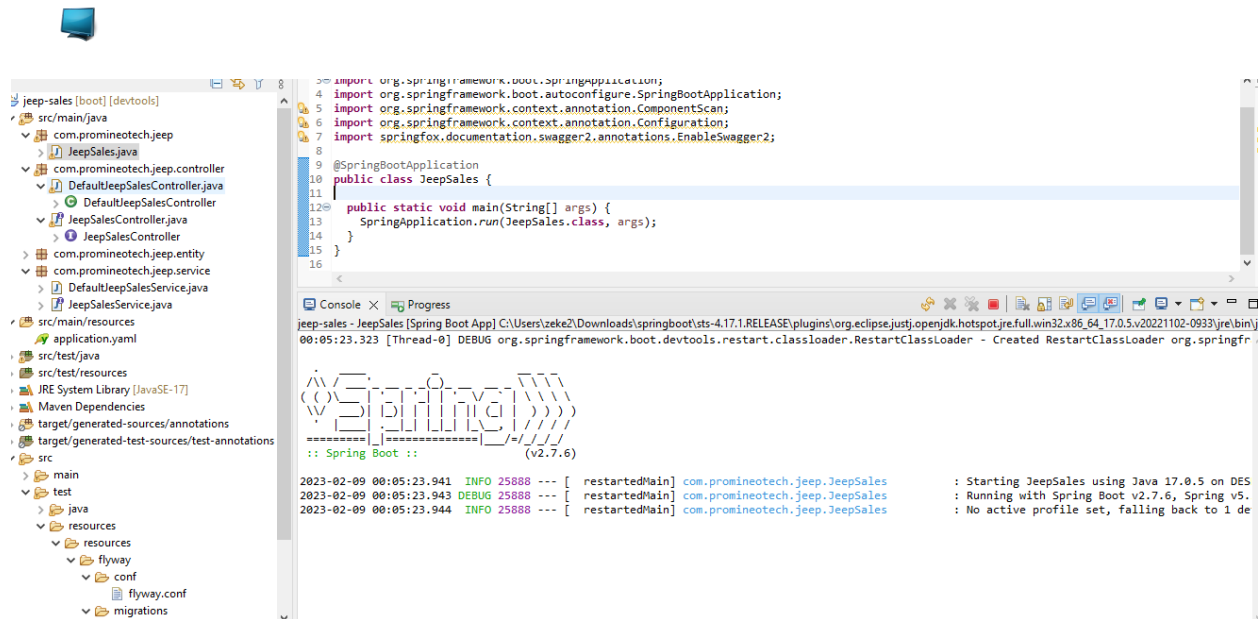 jeep-sales [boot] [devtools]
src/main/java
com.promineotech.jeep
JeepSales.java
com.promineotech.jeep.controller
DefaultJeepSalesController.java
DefaultJeepSalesController
JeepSalesController.java
JeepSalesController
com.promineotech.jeep.entity
com.promineotech.jeep.service
DefaultJeepSalesService.java
JeepSalesService.java
src/main/resources
application.yaml
src/test/java
src/test/resources
JRE System Library [JavaSE-17]
Maven Dependencies
target/generated-sources/annotations
target/generated-test-sources/test-annotations
src
main
test
java
resources
resources
flyway
conf
flyway.conf
migrations
3 import org.springframework.boot.SpringApplication;
4 import org.springframework.boot.autoconfigure.SpringBootApplication;
5 import org.springframework.context.annotation.ComponentScan;
6 import org.springframework.context.annotation.Configuration;
7 import springfox.documentation.swagger2.annotations.EnableSwagger2;
8
9 @SpringBootApplication
10 public class JeepSales {
11
12 public static void main(String[] args) {
13 SpringApplication.run(JeepSales.class, args);
14 }
15 }
16
Console Progress
jeep-sales - JeepSales [Spring Boot App] C:\Users\zeke2\Downloads\springboot\sts-4.17.1.RELEASE\plugins\org.eclipse.justj.openjdk.hotspot.jre.full.win32.x86_64_17.0.5.v20221102-0933\jre\bin\j
00:05:23.323 [Thread-0] DEBUG org.springframework.boot.devtools.restart.classloader.RestartClassLoader - Created RestartClassLoader org.springfr
Spring
:: Spring Boot :: (v2.7.6)
2023-02-09 00:05:23.941 INFO 25888 --- [ restartedMain] com.promineotech.jeep.JeepSales : Starting JeepSales using Java 17.0.5 on DES
2023-02-09 00:05:23.943 DEBUG 25888 --- [ restartedMain] com.promineotech.jeep.JeepSales : Running with Spring Boot v2.7.6, Spring v5.
2023-02-09 00:05:23.944 INFO 25888 --- [ restartedMain] com.promineotech.jeep.JeepSales : No active profile set, falling back to 1 de